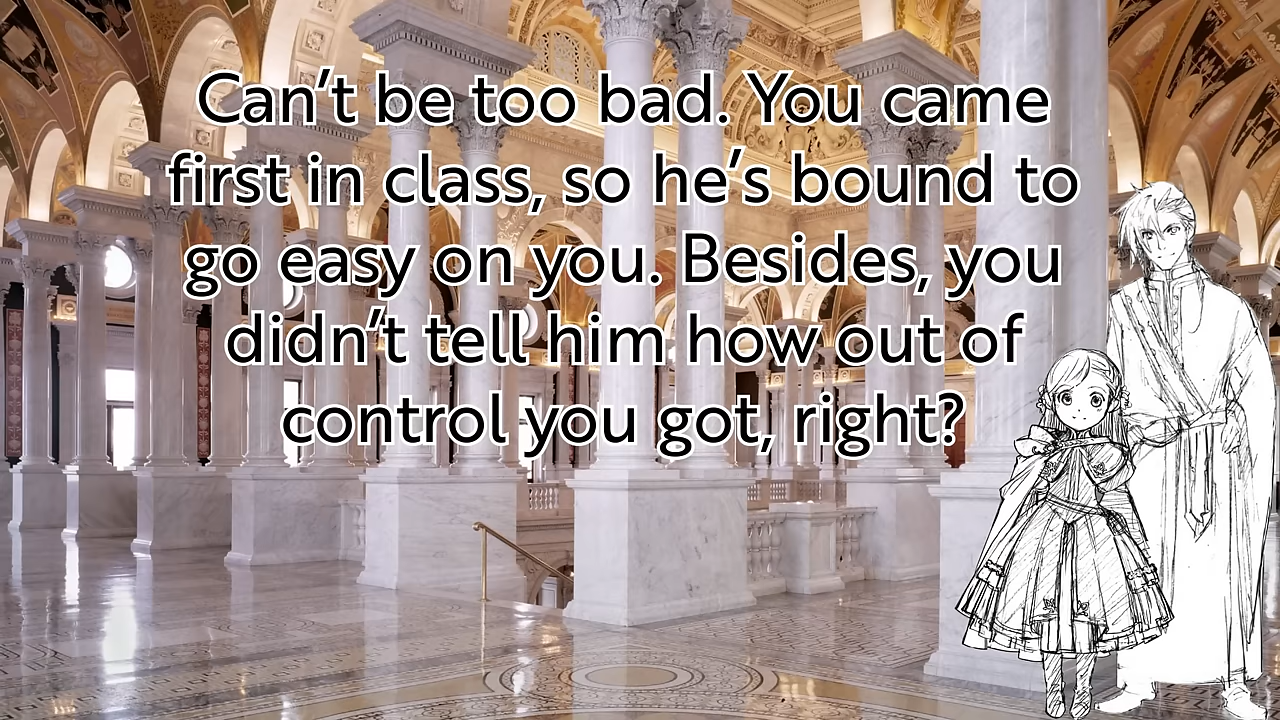 Can’t be too bad. You came
first in class, so he’s bound to
go easy on you. Besides, you
didn’t tell him how out of
control you got, right?